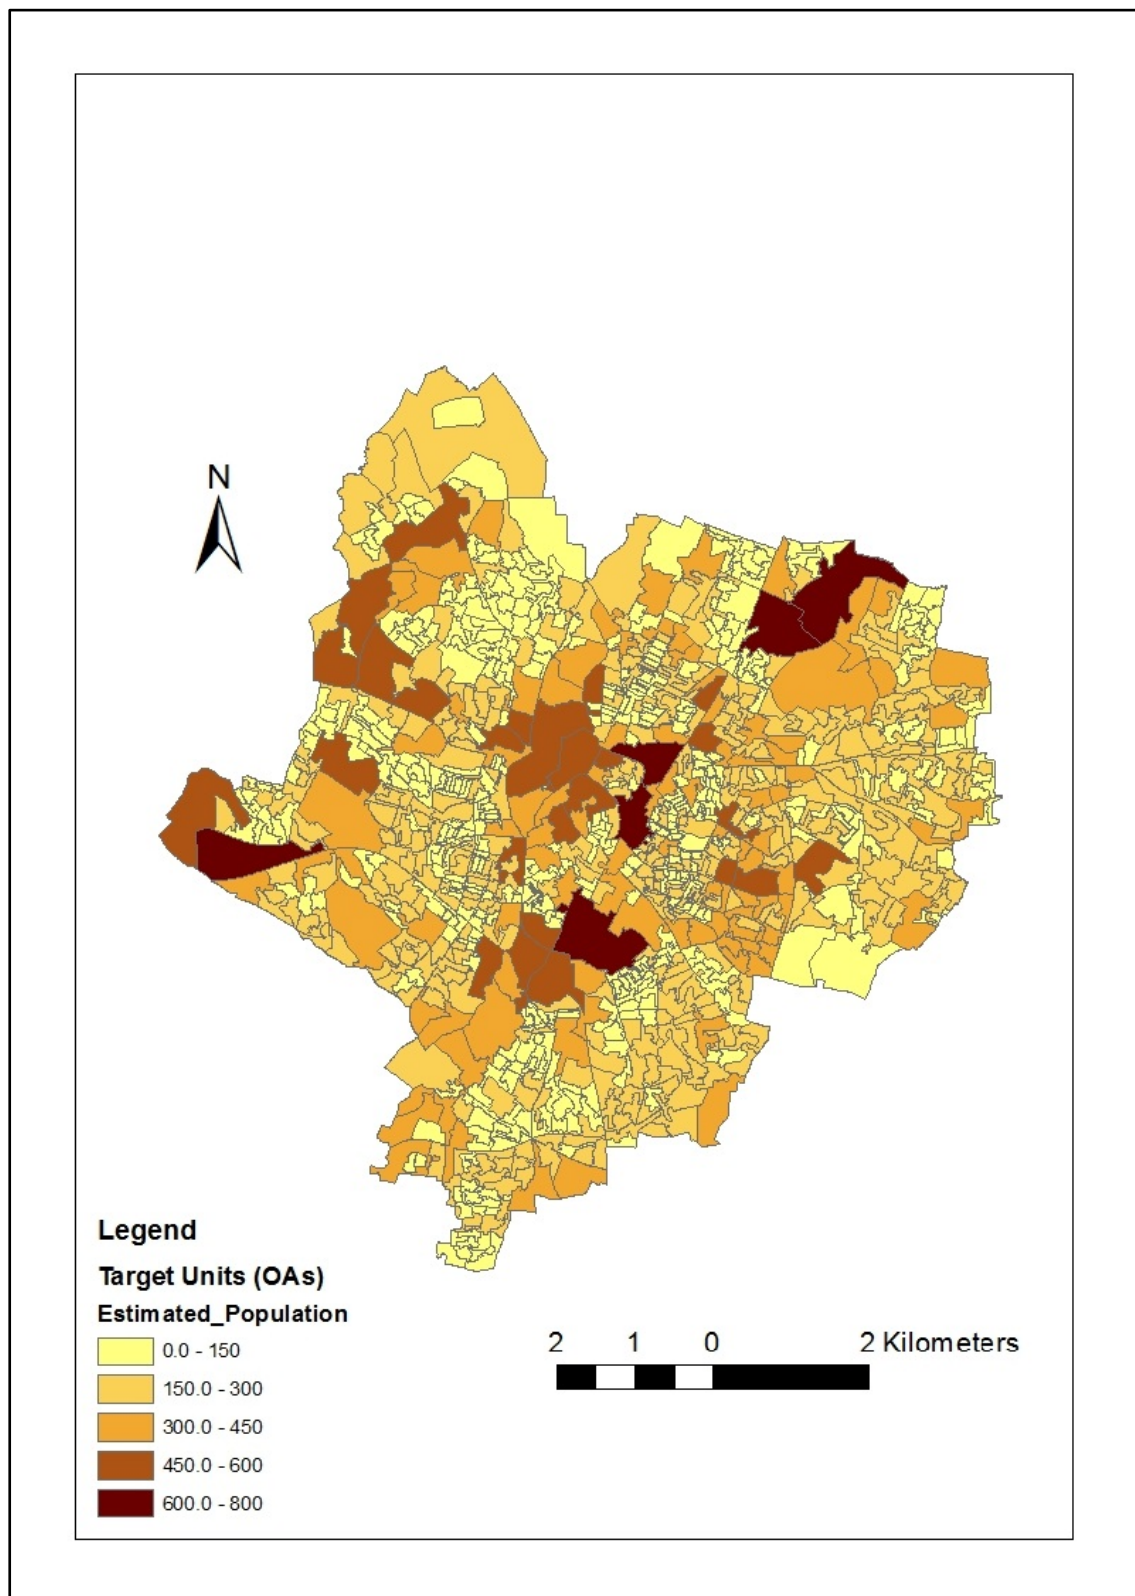 N
Legend
Target Units (OAs)
Estimated_Population
0.0 - 150
150.0 - 300
300.0 - 450
450.0 - 600
600.0 - 800
2 1 0 2 Kilometers